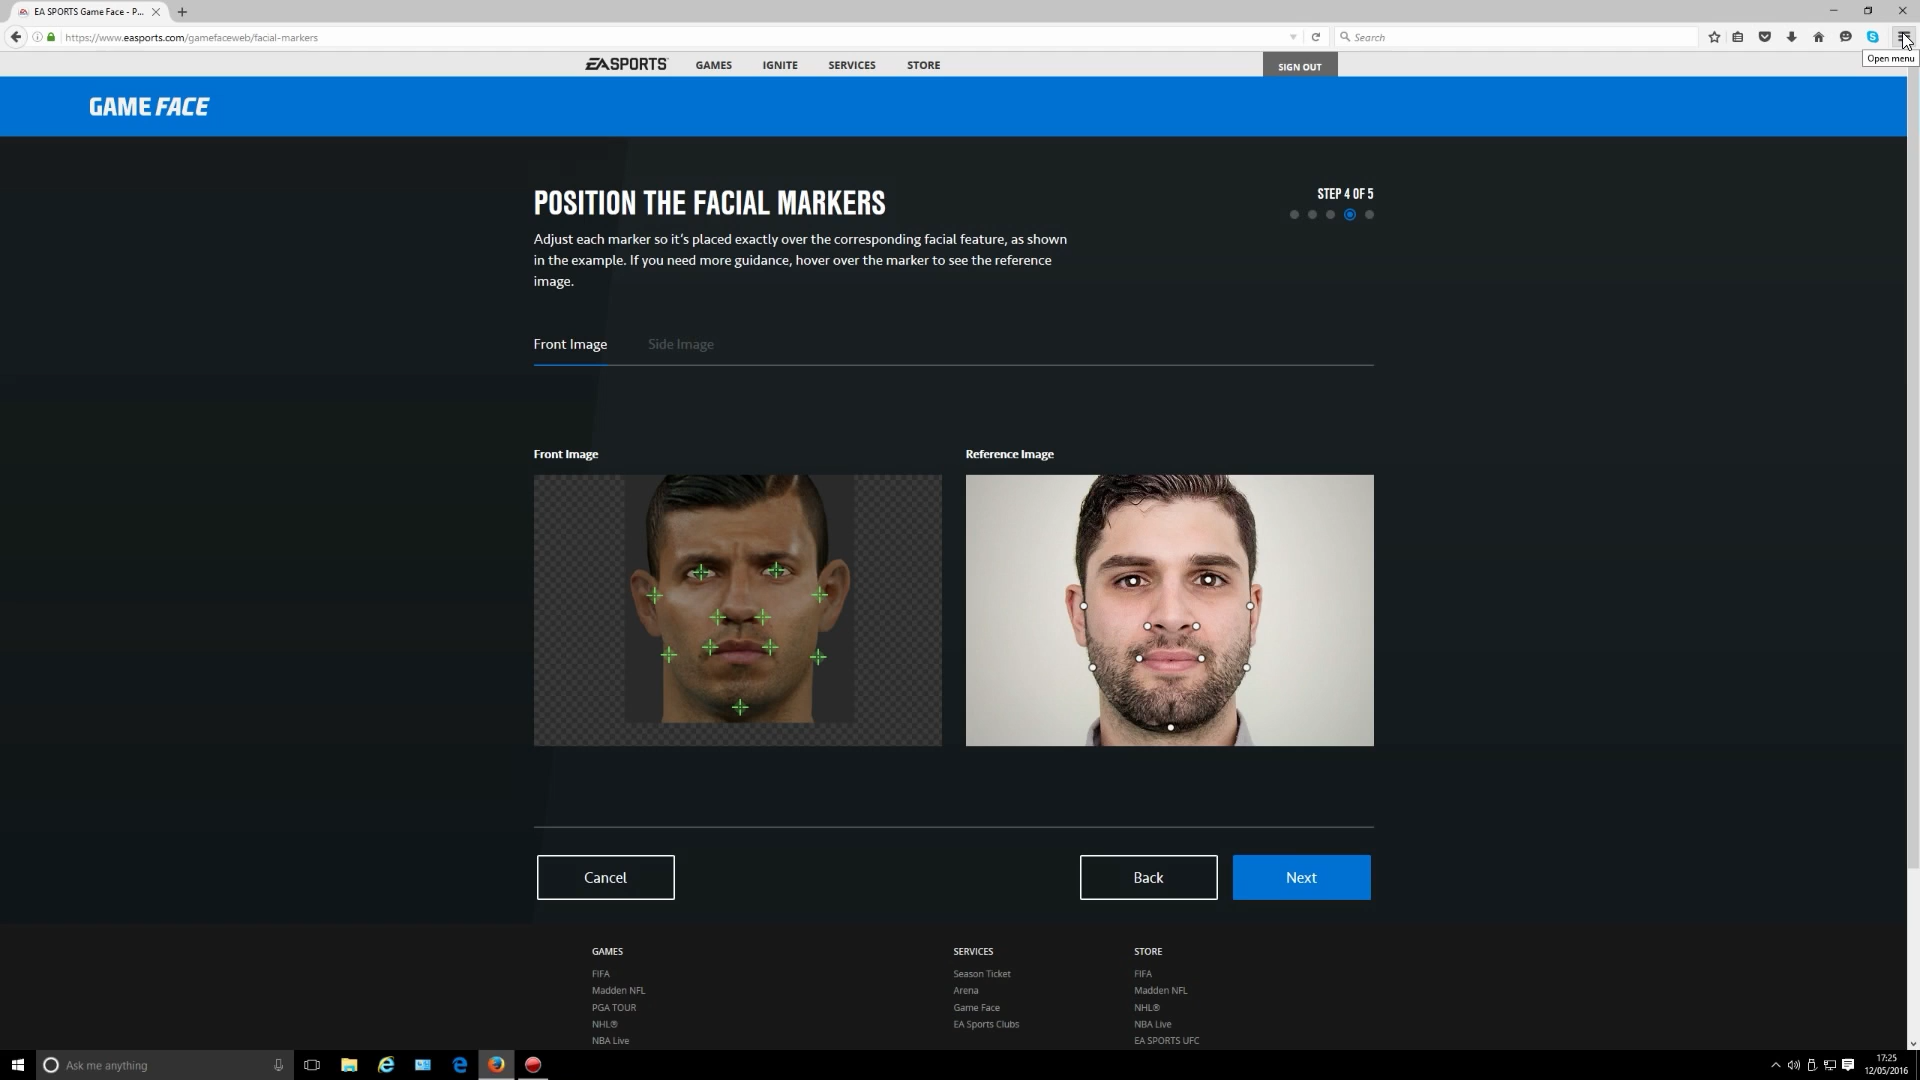 EA SPORTS Game Face - P...
https://www.easports.com/gamefaceweb/facial-markers
Search
Open menu
EA SPORTS
GAMES
IGNITE
SERVICES
STORE
SIGN OUT
GAME FACE
POSITION THE FACIAL MARKERS
STEP 4 OF 5
Adjust each marker so it's placed exactly over the corresponding facial feature, as shown
in the example. If you need more guidance, hover over the marker to see the reference
image.
Front Image
Side Image
Front Image
Reference Image
Cancel
Back
Next
GAMES
FIFA
Madden NFL
PGA TOUR
NHL®
NBA Live
SERVICES
Season Ticket
Arena
Game Face
EA Sports Clubs
STORE
FIFA
Madden NFL
NHL®
NBA Live
EA SPORTS UFC
Ask me anything
17:25
12/05/2016